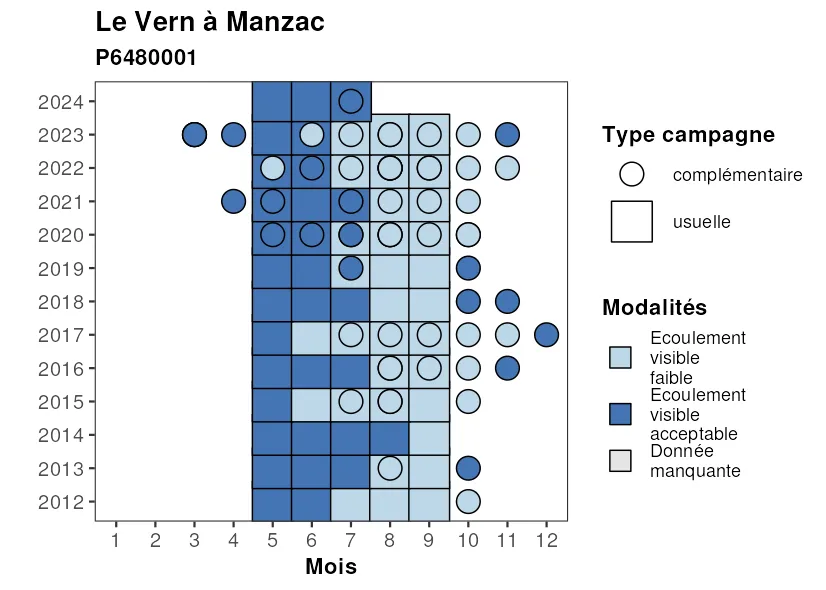 Le Vern à Manzac
P6480001
2024
2023
2022
2021
2020
2019
2018
2017
2016
2015
2014
2013
2012
1 2 3 4 5 6 7 8 9 10 11 12
Mois
Type campagne
complémentaire
usuelle
Modalités
Ecoulement
visible
faible
Ecoulement
visible
acceptable
Donnée
manquante